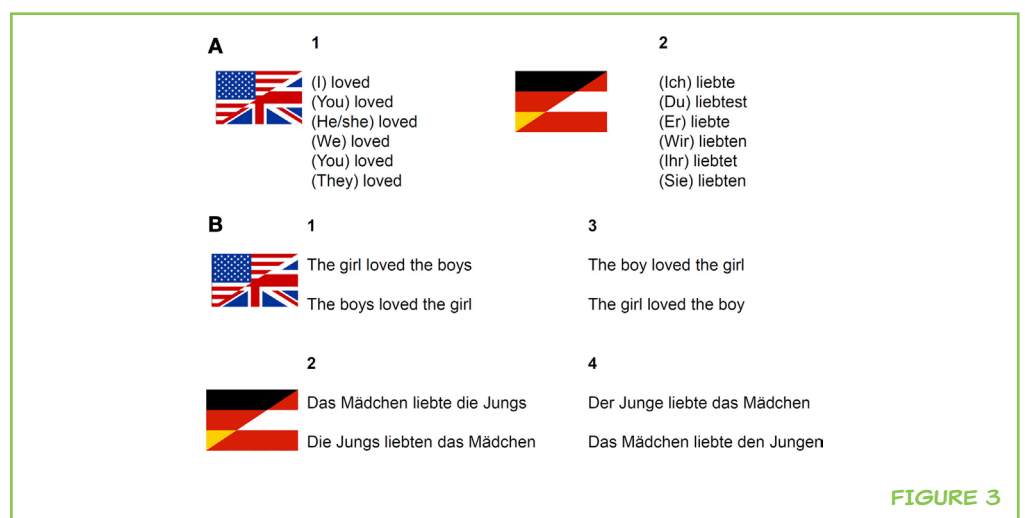 A
1
(I) loved
(You) loved
(He/she) loved
(We) loved
(You) loved
(They) loved
2
(Ich) liebte
(Du) liebtest
(Er) liebte
(Wir) liebten
(Ihr) liebtet
(Sie) liebten
B
1
The girl loved the boys
The boys loved the girl
3
The boy loved the girl
The girl loved the boy
2
Das Mädchen liebte die Jungs
Die Jungs liebten das Mädchen
4
Der Junge liebte das Mädchen
Das Mädchen liebte den Jungen
FIGURE 3